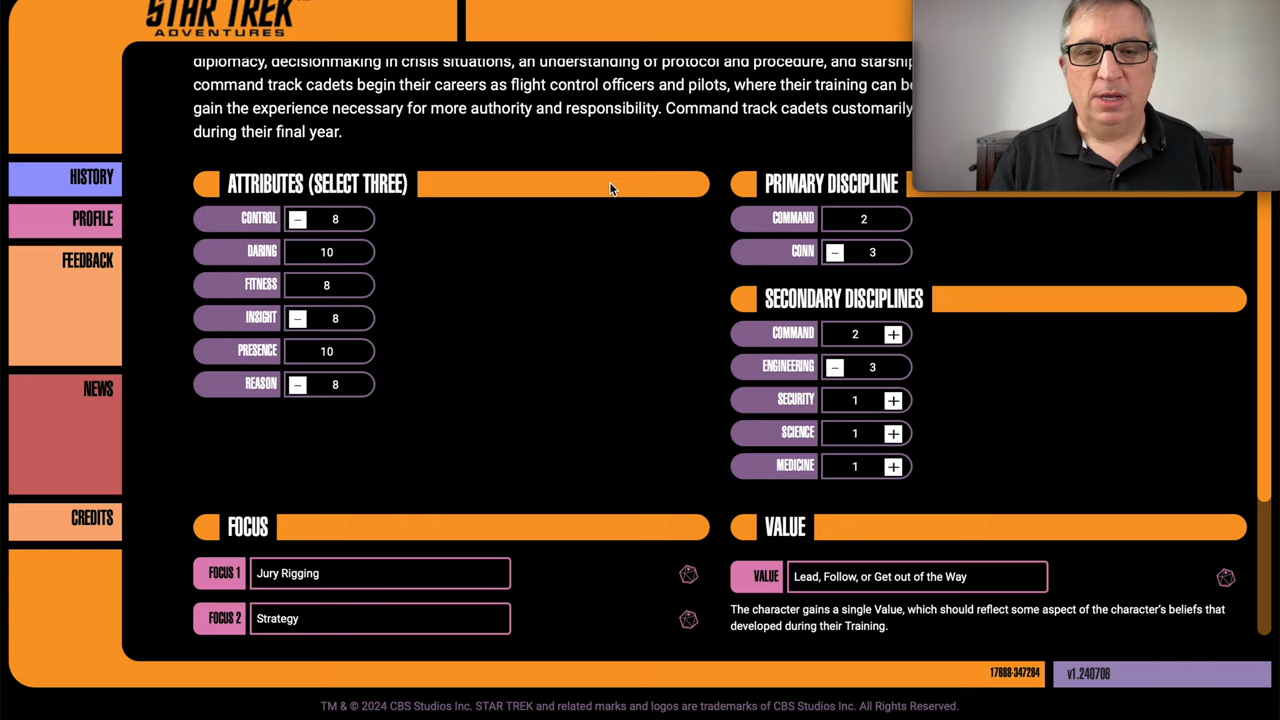 STAR TREK
ADVENTURES
diplomacy, decisionmaking in crisis situations, an understanding of protocol and procedure, and starship
command track cadets begin their careers as flight control officers and pilots, where their training can be
gain the experience necessary for more authority and responsibility. Command track cadets customarily
during their final year.
HISTORY
PROFILE
FEEDBACK
NEWS
CREDITS
ATTRIBUTES (SELECT THREE)
CONTROL − 8
DARING 10
FITNESS 8
INSIGHT − 8
PRESENCE 10
REASON − 8
PRIMARY DISCIPLINE
COMMAND 2
CONN − 3
SECONDARY DISCIPLINES
COMMAND 2 +
ENGINEERING − 3
SECURITY 1 +
SCIENCE 1 +
MEDICINE 1 +
FOCUS
FOCUS 1 Jury Rigging
FOCUS 2 Strategy
VALUE
VALUE Lead, Follow, or Get out of the Way
The character gains a single Value, which should reflect some aspect of the character's beliefs that
developed during their Training.
17688-347284
v1.240706
TM & © 2024 CBS Studios Inc. STAR TREK and related marks and logos are trademarks of CBS Studios Inc. All Rights Reserved.